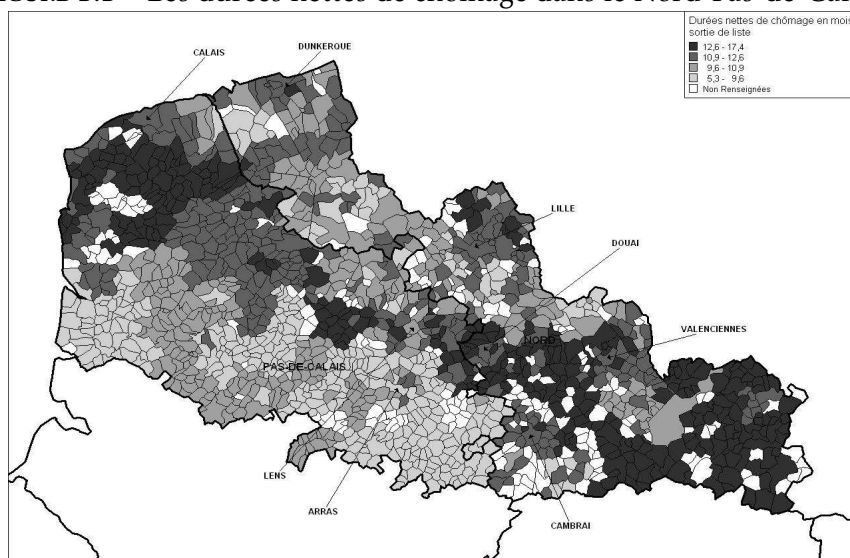 Les durées nettes de chômage dans le Nord-Pas-de-Cal
Durées nettes de chômage en mois
sortie de liste
12,6 - 17,4
10,9 - 12,6
9,6 - 10,9
5,3 - 9,6
Non Renseignées
DUNKERQUE
CALAIS
LILLE
DOUAI
VALENCIENNES
NORD
PAS-DE-CALAIS
LENS
ARRAS
CAMBRAI